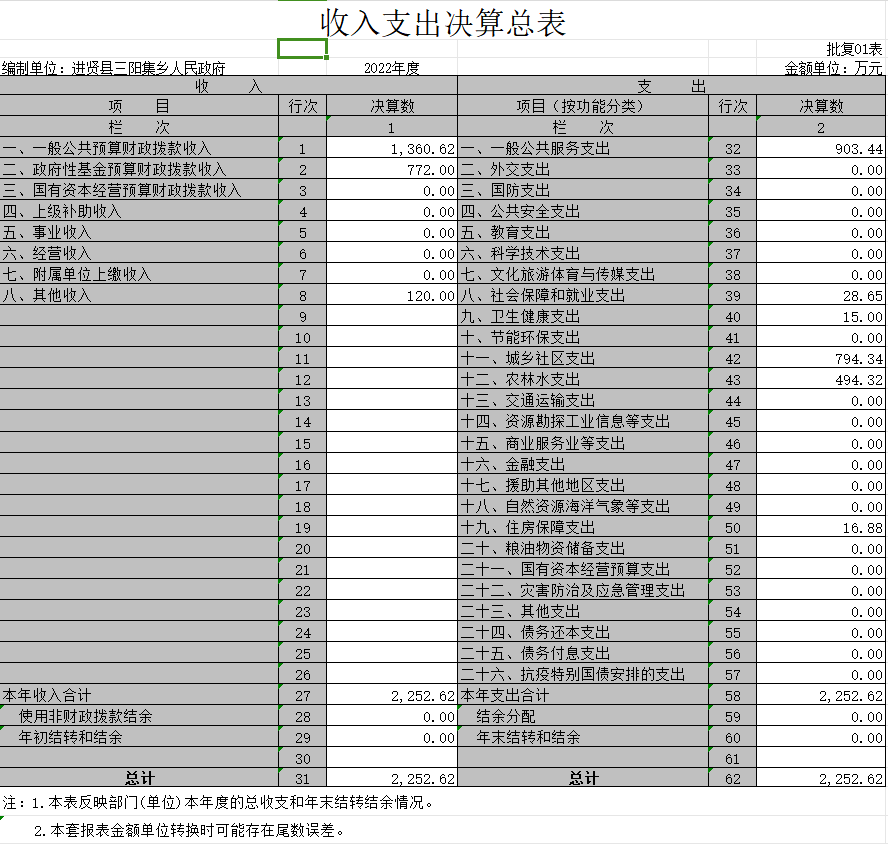 收入支出决算总表
批复01表
编制单位：进贤县三阳集乡人民政府 2022年度 金额单位：万元
收 入 支 出
项 目 行次 决算数 项目（按功能分类） 行次 决算数
栏 次 1 栏 次 2
一、一般公共预算财政拨款收入 1 1,360.62 一、一般公共服务支出 32 903.44
二、政府性基金预算财政拨款收入 2 772.00 二、外交支出 33 0.00
三、国有资本经营预算财政拨款收入 3 0.00 三、国防支出 34 0.00
四、上级补助收入 4 0.00 四、公共安全支出 35 0.00
五、事业收入 5 0.00 五、教育支出 36 0.00
六、经营收入 6 0.00 六、科学技术支出 37 0.00
七、附属单位上缴收入 7 0.00 七、文化旅游体育与传媒支出 38 0.00
八、其他收入 8 120.00 八、社会保障和就业支出 39 28.65
9 九、卫生健康支出 40 15.00
10 十、节能环保支出 41 0.00
11 十一、城乡社区支出 42 794.34
12 十二、农林水支出 43 494.32
13 十三、交通运输支出 44 0.00
14 十四、资源勘探工业信息等支出 45 0.00
15 十五、商业服务业等支出 46 0.00
16 十六、金融支出 47 0.00
17 十七、援助其他地区支出 48 0.00
18 十八、自然资源海洋气象等支出 49 0.00
19 十九、住房保障支出 50 16.88
20 二十、粮油物资储备支出 51 0.00
21 二十一、国有资本经营预算支出 52 0.00
22 二十二、灾害防治及应急管理支出 53 0.00
23 二十三、其他支出 54 0.00
24 二十四、债务还本支出 55 0.00
25 二十五、债务付息支出 56 0.00
26 二十六、抗疫特别国债安排的支出 57 0.00
本年收入合计 27 2,252.62 本年支出合计 58 2,252.62
使用非财政拨款结余 28 0.00 结余分配 59 0.00
年初结转和结余 29 0.00 年末结转和结余 60 0.00
30 61
总计 31 2,252.62 总计 62 2,252.62
注：1.本表反映部门(单位)本年度的总收支和年末结转结余情况。
2.本套报表金额单位转换时可能存在尾数误差。